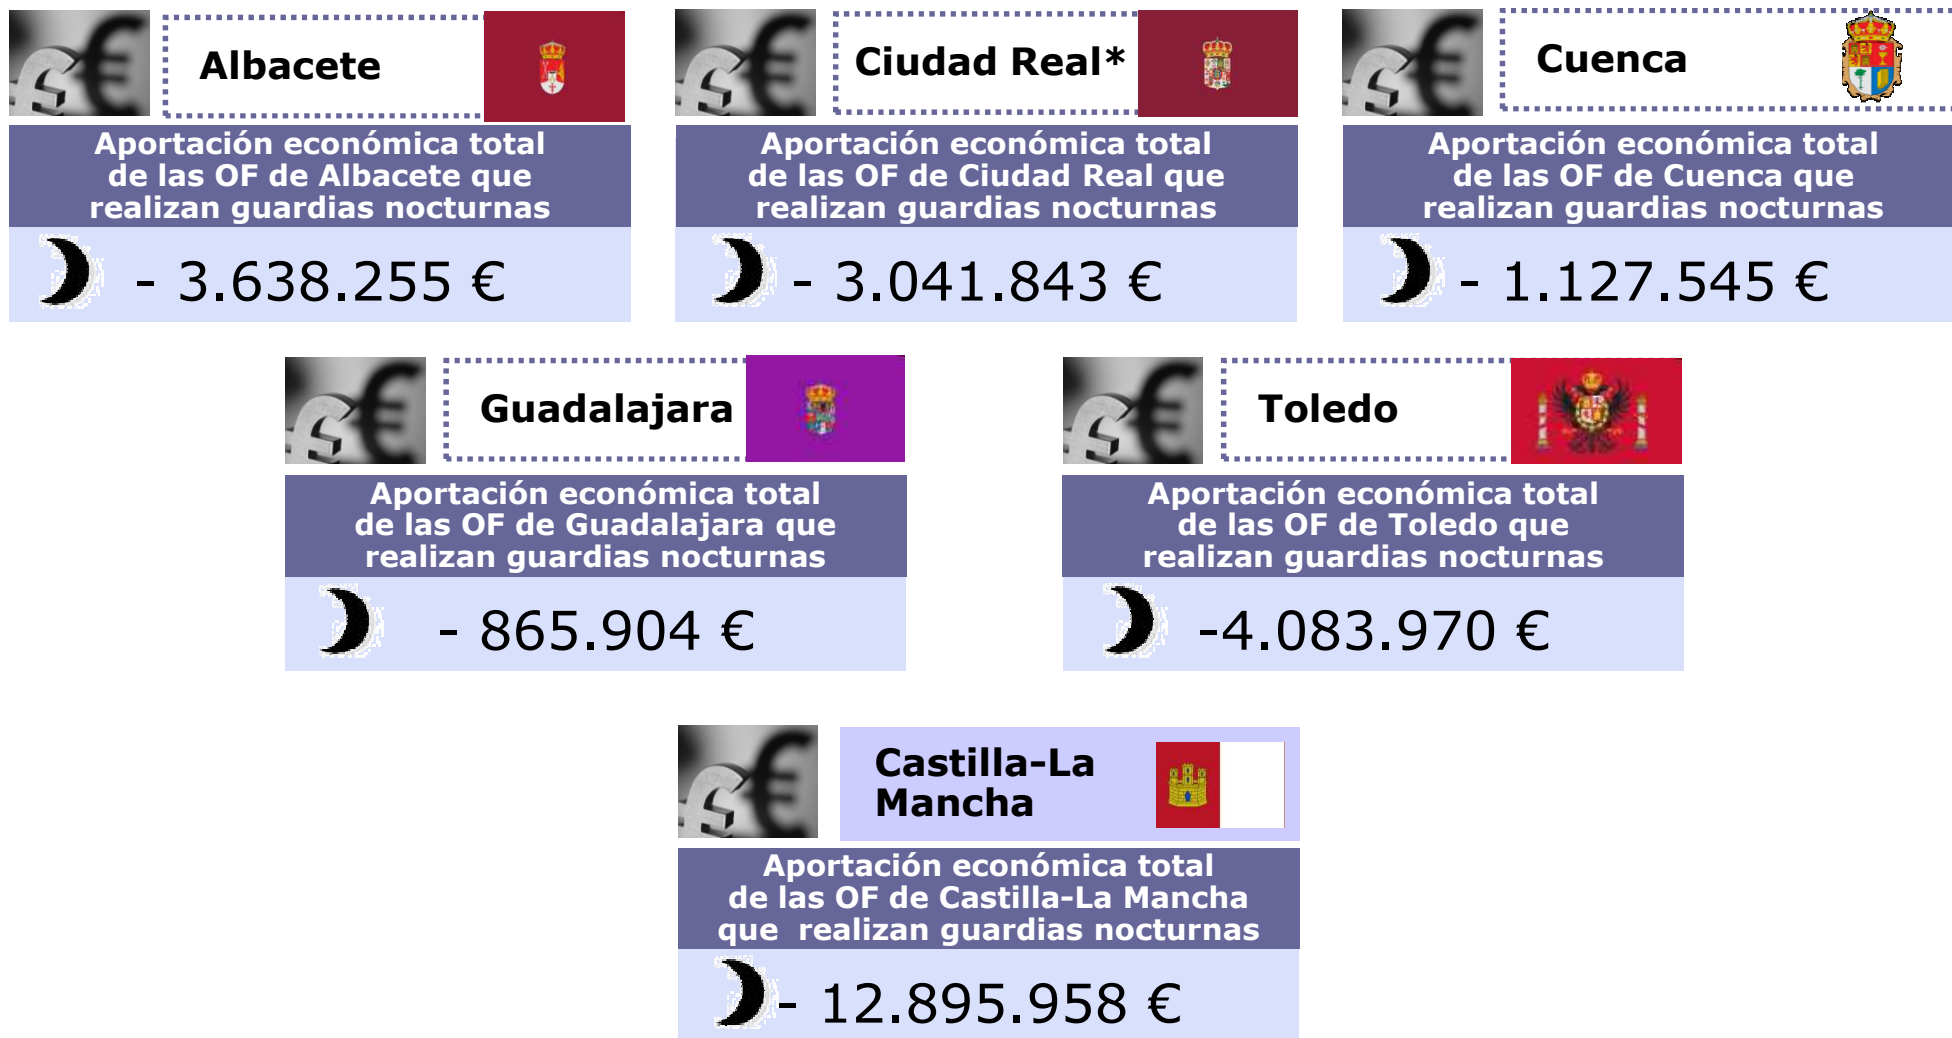 Albacete
Aportación económica total
de las OF de Albacete que
realizan guardias nocturnas
- 3.638.255 €
Ciudad Real*
Aportación económica total
de las OF de Ciudad Real que
realizan guardias nocturnas
- 3.041.843 €
Cuenca
Aportación económica total
de las OF de Cuenca que
realizan guardias nocturnas
- 1.127.545 €
Guadalajara
Aportación económica total
de las OF de Guadalajara que
realizan guardias nocturnas
- 865.904 €
Toledo
Aportación económica total
de las OF de Toledo que
realizan guardias nocturnas
-4.083.970 €
Castilla-La
Mancha
Aportación económica total
de las OF de Castilla-La Mancha
que  realizan guardias nocturnas
- 12.895.958 €